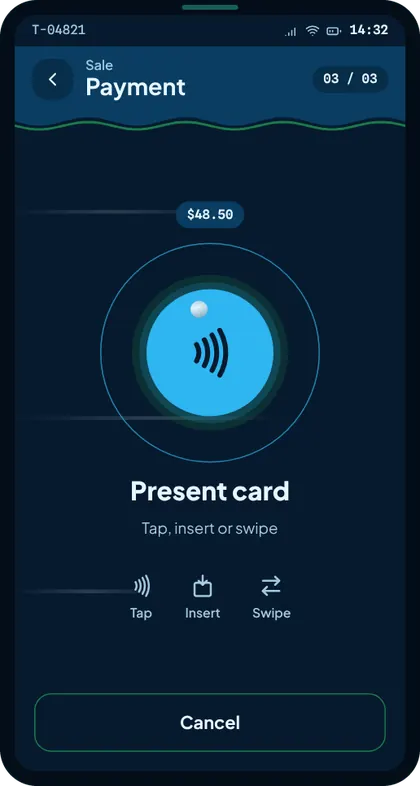 T-04821
14:32
Sale
Payment
03 / 03
$48.50
Present card
Tap, insert or swipe
Tap
Insert
Swipe
Cancel